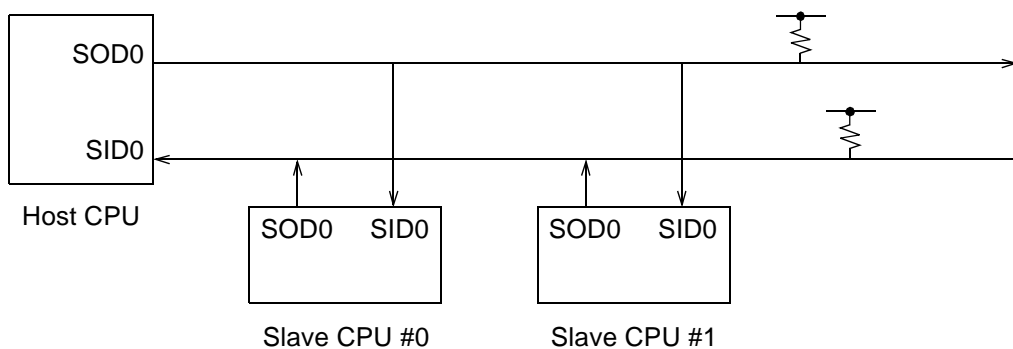 SOD0
SID0
Host CPU
SOD0 SID0
SOD0 SID0
Slave CPU #0
Slave CPU #1